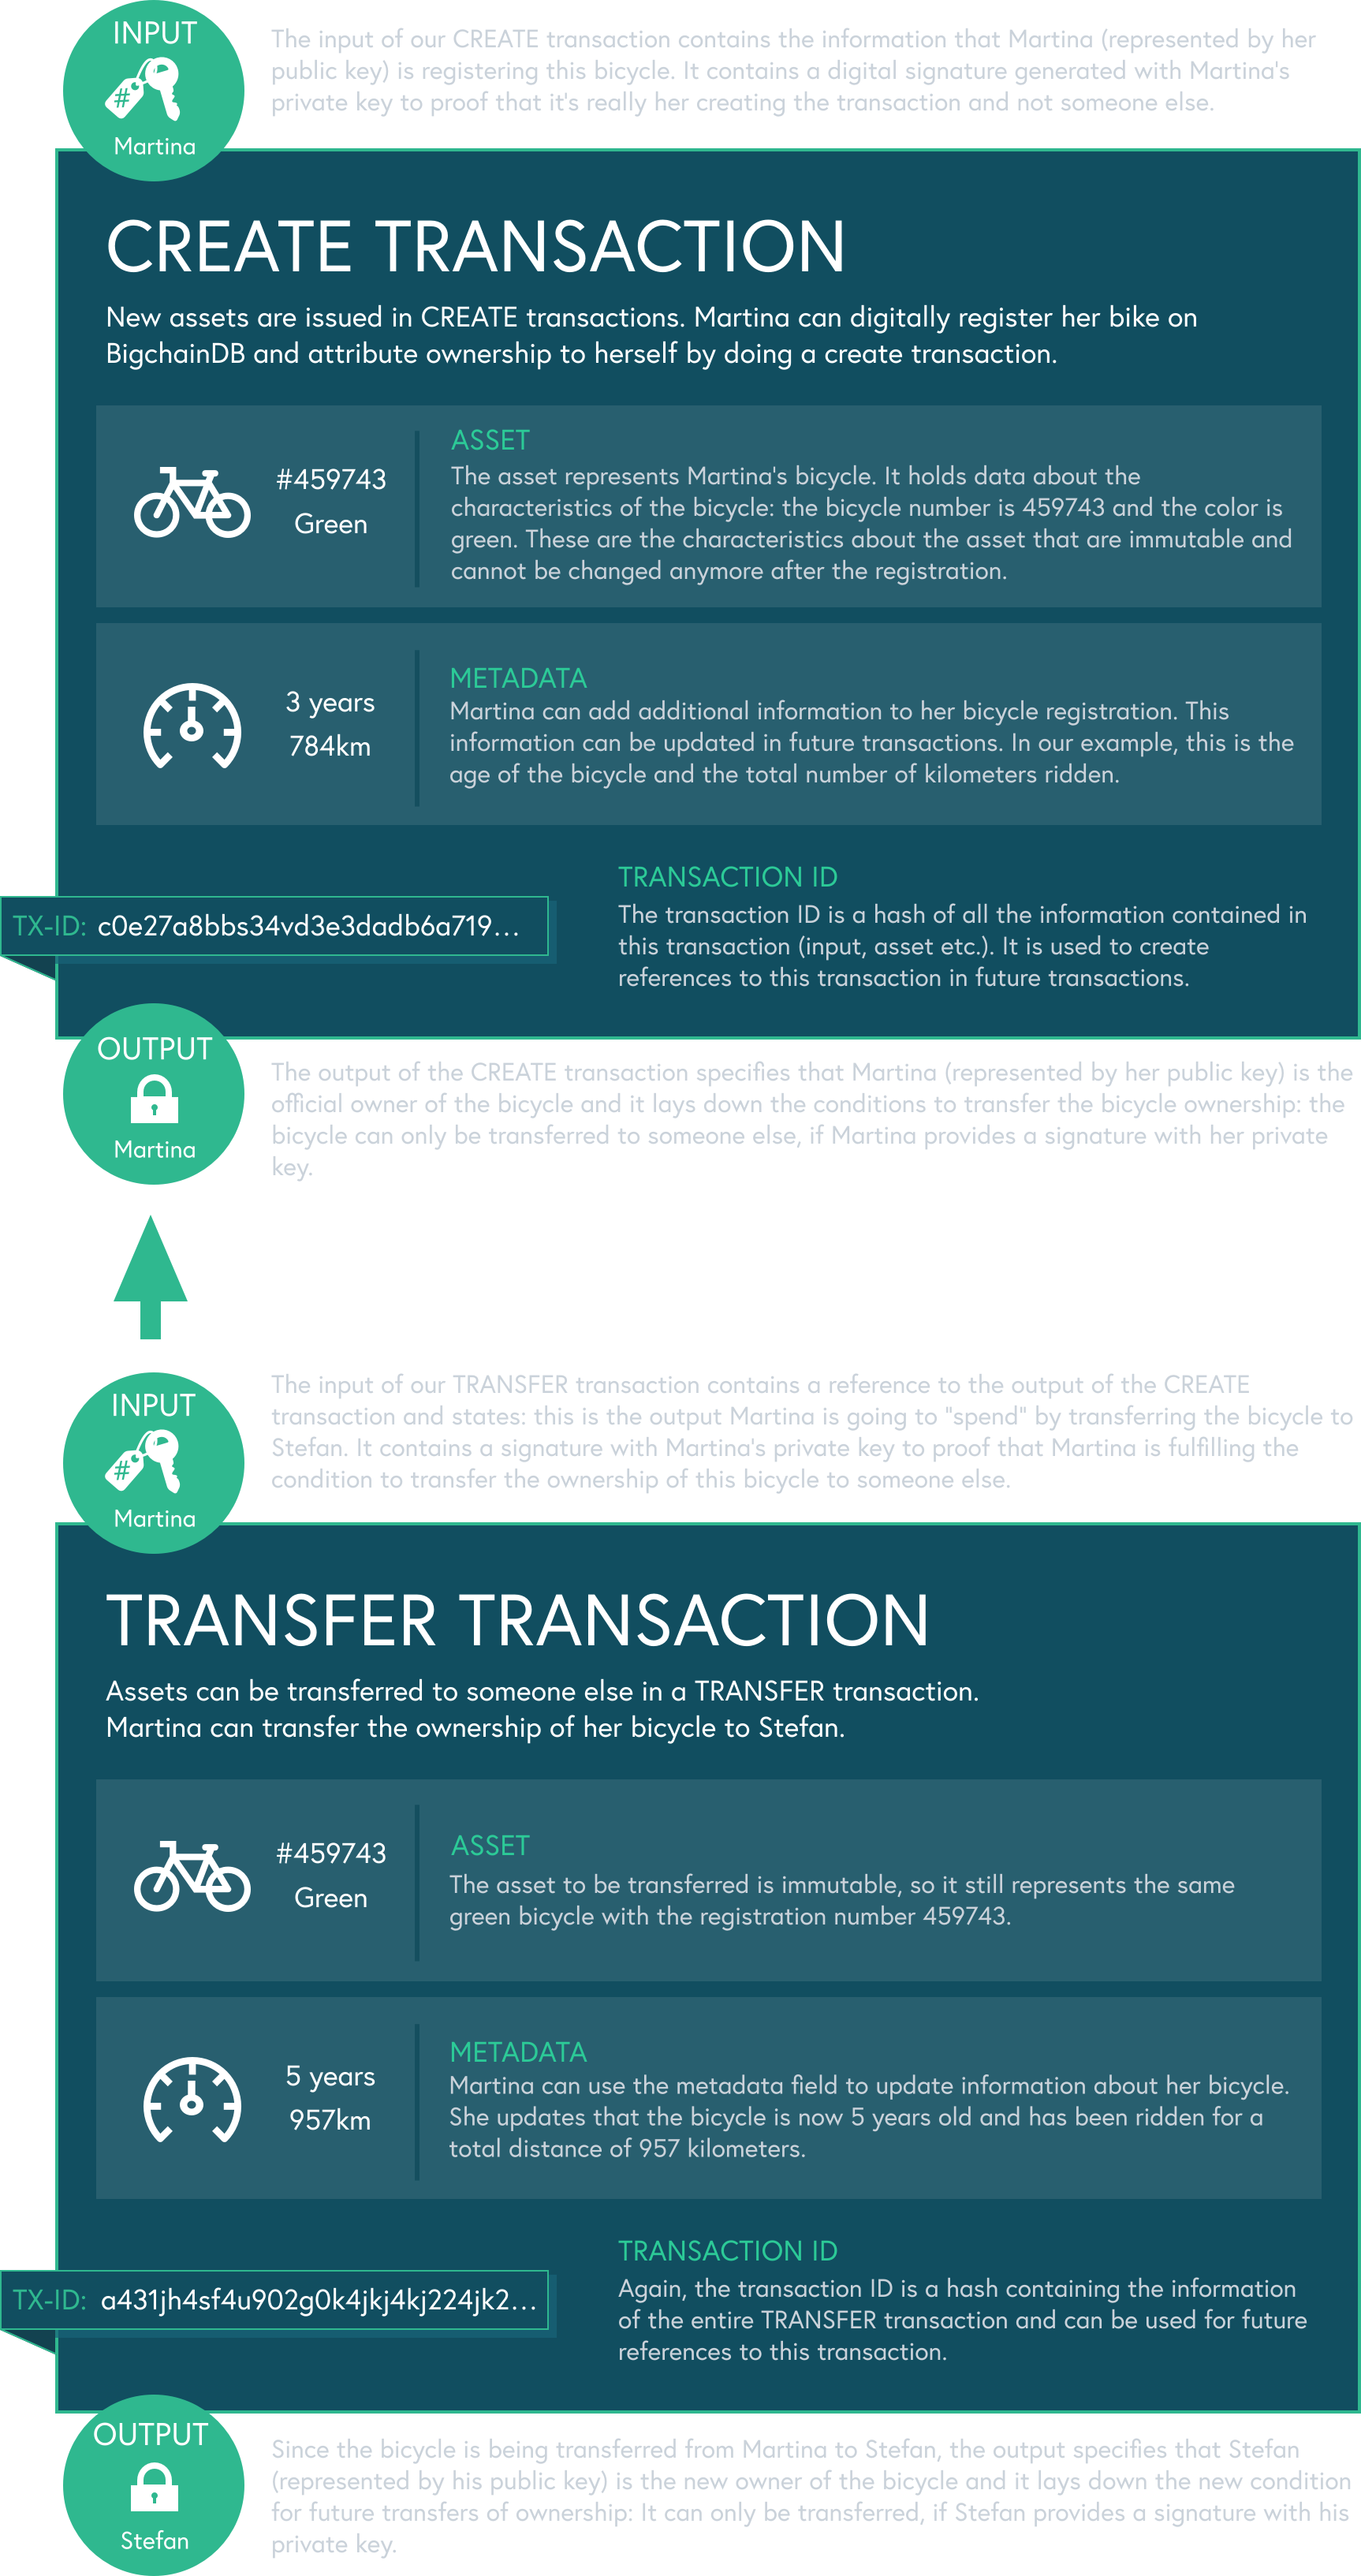 INPUT
#
Martina
The input of our CREATE transaction contains the information that Martina (represented by her
public key) is registering this bicycle. It contains a digital signature generated with Martina's
private key to proof that it's really her creating the transaction and not someone else.
CREATE TRANSACTION
New assets are issued in CREATE transactions. Martina can digitally register her bike on
BigchainDB and attribute ownership to herself by doing a create transaction.
#459743
Green
ASSET
The asset represents Martina's bicycle. It holds data about the
characteristics of the bicycle: the bicycle number is 459743 and the color is
green. These are the characteristics about the asset that are immutable and
cannot be changed anymore after the registration.
3 years
784km
METADATA
Martina can add additional information to her bicycle registration. This
information can be updated in future transactions. In our example, this is the
age of the bicycle and the total number of kilometers ridden.
TX-ID: c0e27a8bbs34vd3e3dadb6a719...
TRANSACTION ID
The transaction ID is a hash of all the information contained in
this transaction (input, asset etc.). It is used to create
references to this transaction in future transactions.
OUTPUT
Martina
The output of the CREATE transaction specifies that Martina (represented by her public key) is the
official owner of the bicycle and it lays down the conditions to transfer the bicycle ownership: the
bicycle can only be transferred to someone else, if Martina provides a signature with her private
key.
INPUT
#
Martina
The input of our TRANSFER transaction contains a reference to the output of the CREATE
transaction and states: this is the output Martina is going to "spend" by transferring the bicycle to
Stefan. It contains a signature with Martina's private key to proof that Martina is fulfilling the
condition to transfer the ownership of this bicycle to someone else.
TRANSFER TRANSACTION
Assets can be transferred to someone else in a TRANSFER transaction.
Martina can transfer the ownership of her bicycle to Stefan.
#459743
Green
ASSET
The asset to be transferred is immutable, so it still represents the same
green bicycle with the registration number 459743.
5 years
957km
METADATA
Martina can use the metadata field to update information about her bicycle.
She updates that the bicycle is now 5 years old and has been ridden for a
total distance of 957 kilometers.
TX-ID: a431jh4sf4u902g0k4jkj4kj224jk2...
TRANSACTION ID
Again, the transaction ID is a hash containing the information
of the entire TRANSFER transaction and can be used for future
references to this transaction.
OUTPUT
Stefan
Since the bicycle is being transferred from Martina to Stefan, the output specifies that Stefan
(represented by his public key) is the new owner of the bicycle and it lays down the new condition
for future transfers of ownership: It can only be transferred, if Stefan provides a signature with his
private key.